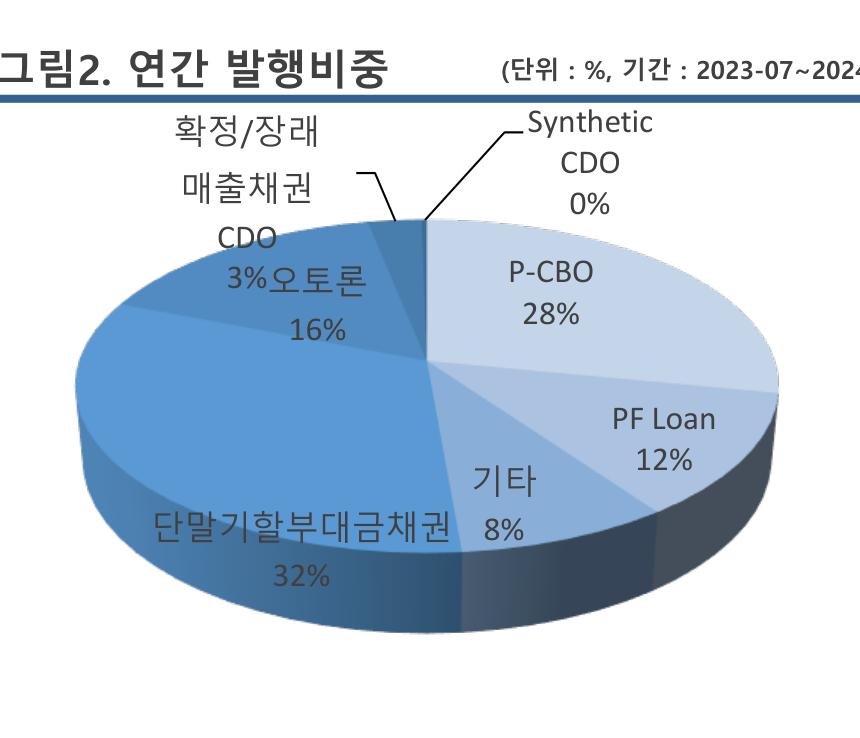 그림2. 연간 발행비중
(단위 : %, 기간 : 2023-07~2024
확정/장래
매출채권
CDO
3%
Synthetic
CDO
0%
P-CBO
28%
오토론
16%
PF Loan
12%
기타
8%
단말기할부대금채권
32%